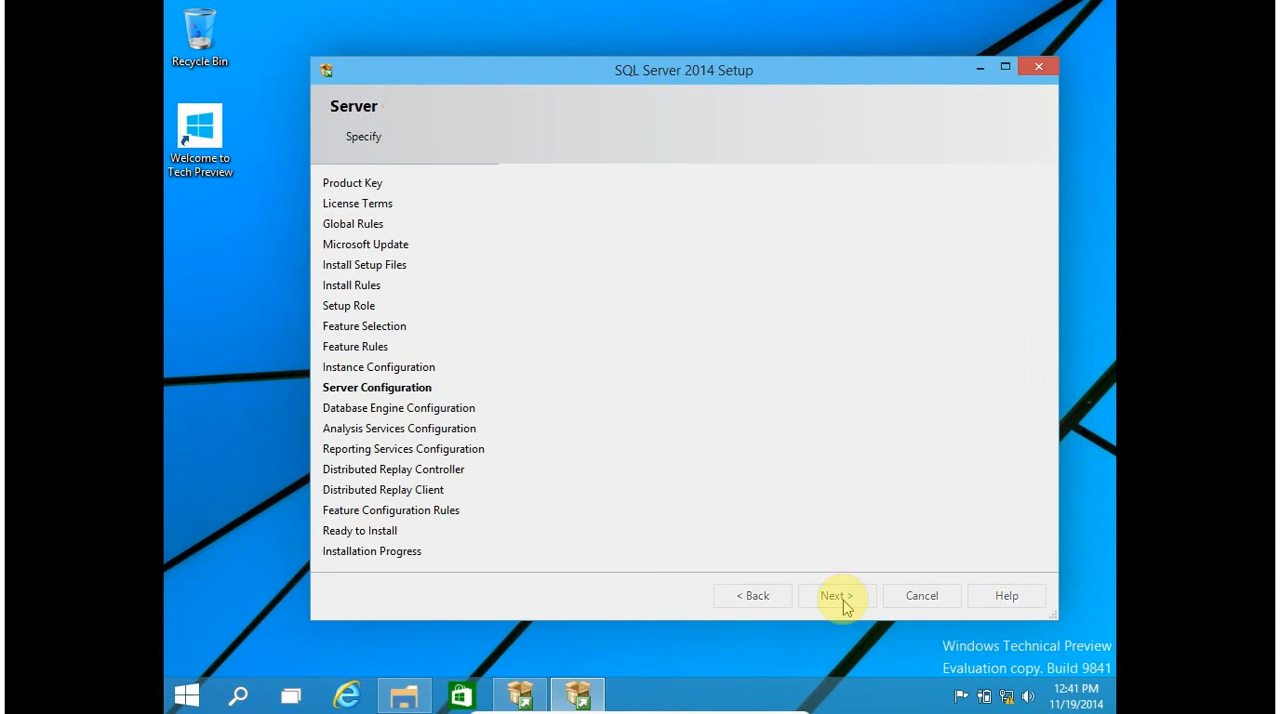 Recycle Bin
Welcome to
Tech Preview
SQL Server 2014 Setup
Server
Specify
Product Key
License Terms
Global Rules
Microsoft Update
Install Setup Files
Install Rules
Setup Role
Feature Selection
Feature Rules
Instance Configuration
Server Configuration
Database Engine Configuration
Analysis Services Configuration
Reporting Services Configuration
Distributed Replay Controller
Distributed Replay Client
Feature Configuration Rules
Ready to Install
Installation Progress
< Back
Next >
Cancel
Help
Windows Technical Preview
Evaluation copy. Build 9841
12:41 PM
11/19/2014